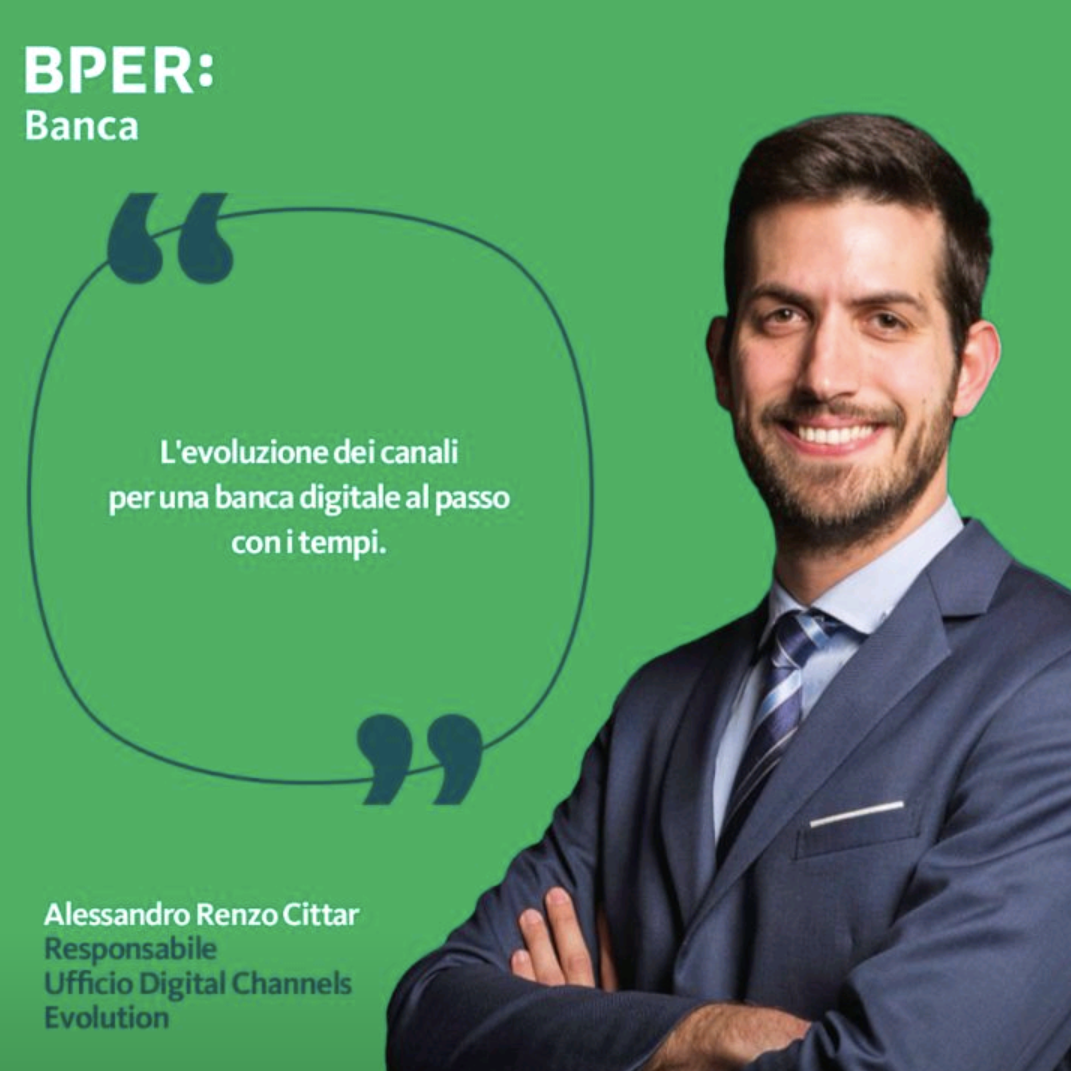 BPER:
Banca
L'evoluzione dei canali
per una banca digitale al passo
con i tempi.
Alessandro Renzo Cittar
Responsabile
Ufficio Digital Channels
Evolution